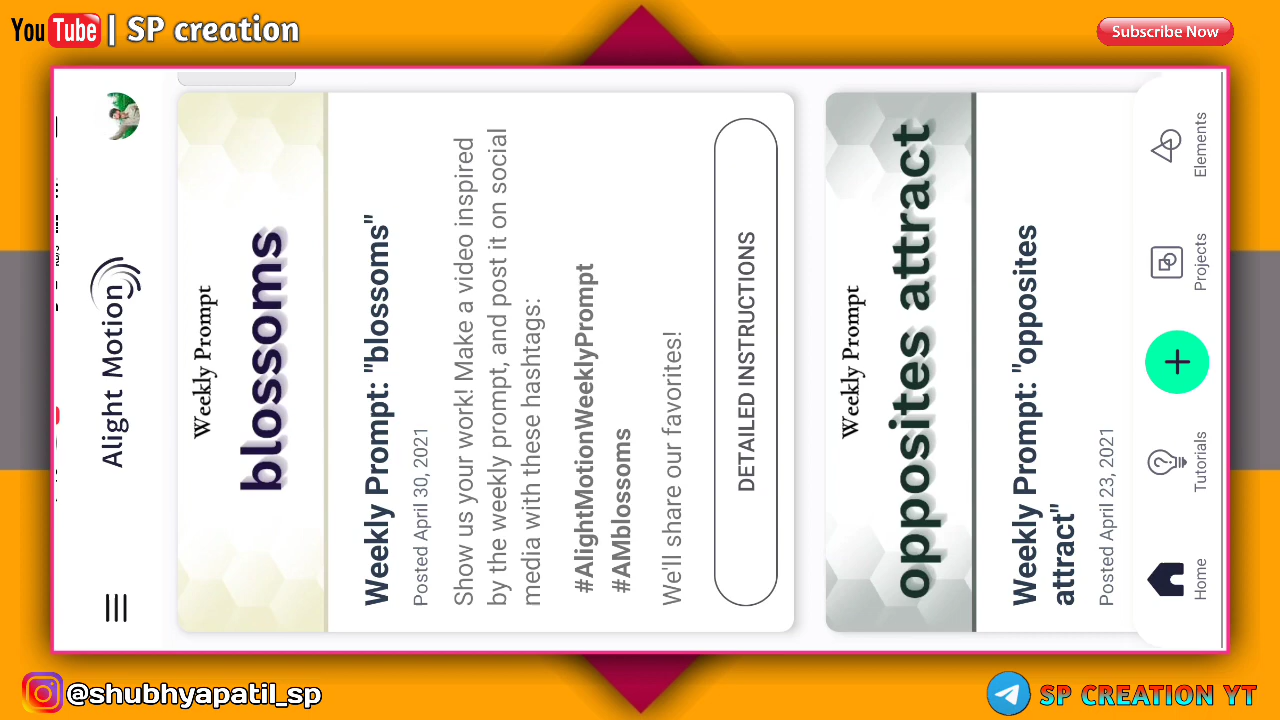 YouTube | SP creation
Subscribe Now
Alight Motion
Weekly Prompt
blossoms
Weekly Prompt: "blossoms"
Posted April 30, 2021
Show us your work! Make a video inspired
by the weekly prompt, and post it on social
media with these hashtags:
#AlightMotionWeeklyPrompt
#AMblossoms
We'll share our favorites!
DETAILED INSTRUCTIONS
Weekly Prompt
opposites attract
Weekly Prompt: "opposites
attract"
Posted April 23, 2021
Home
Tutorials
Projects
Elements
@shubhyapatil_sp
SP CREATION YT